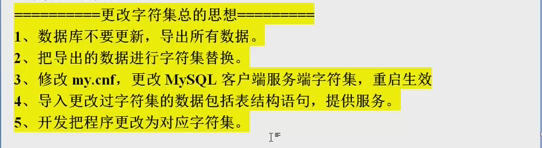 ==========更改字符集总的思想=========
1、数据库不要更新，导出所有数据。
2、把导出的数据进行字符集替换。
3、修改 my.cnf，更改 MySQL 客户端服务端字符集，重启生效
4、导入更改过字符集的数据包括表结构语句，提供服务。
5、开发把程序更改为对应字符集。